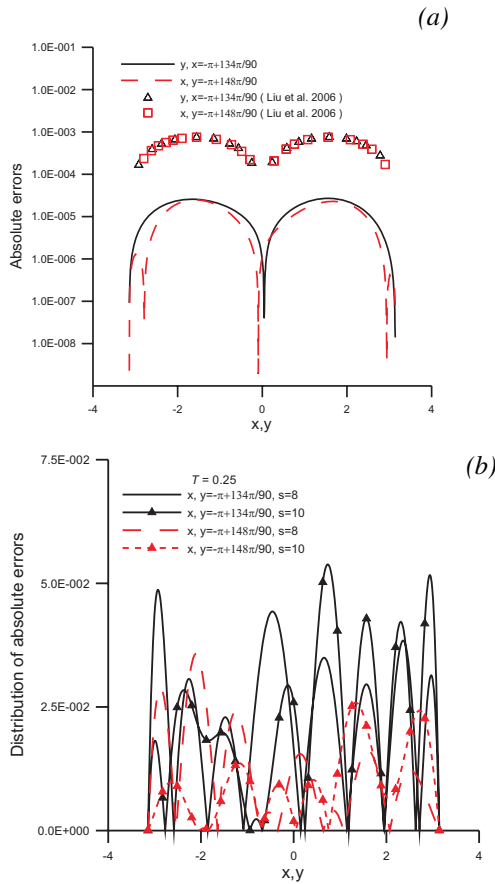 (a)
1.0E-001
y, x=-π+134π/90
x, y=-π+148π/90
y, x=-π+134π/90 ( Liu et al. 2006 )
x, y=-π+148π/90 ( Liu et al. 2006 )
1.0E-002
1.0E-003
1.0E-004
1.0E-005
1.0E-006
1.0E-007
1.0E-008
Absolute errors
-4 -2 0 2 4
x,y
(b)
7.5E-002
T = 0.25
x, y=-π+134π/90, s=8
x, y=-π+134π/90, s=10
x, y=-π+148π/90, s=8
x, y=-π+148π/90, s=10
5.0E-002
2.5E-002
0.0E+000
Distribution of absolute errors
-4 -2 0 2 4
x,y